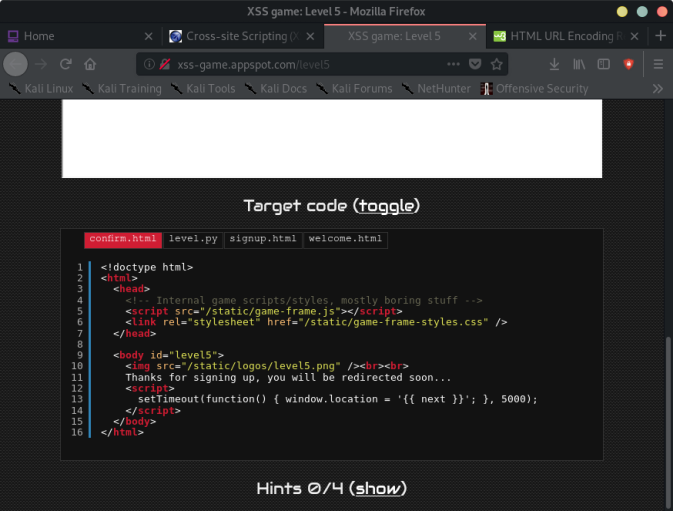 XSS game: Level 5 - Mozilla Firefox
Home
Cross-site Scripting (X
XSS game: Level 5
HTML URL Encoding R
xss-game.appspot.com/level5
Kali Linux Kali Training Kali Tools Kali Docs Kali Forums NetHunter Offensive Security
Target code (toggle)
confirm.html level.py signup.html welcome.html
1 <!doctype html>
2 <html>
3 <head>
4 <!-- Internal game scripts/styles, mostly boring stuff -->
5 <script src="/static/game-frame.js"></script>
6 <link rel="stylesheet" href="/static/game-frame-styles.css" />
7 </head>
8
9 <body id="level5">
10 <img src="/static/logos/level5.png" /><br><br>
11 Thanks for signing up, you will be redirected soon...
12 <script>
13 setTimeout(function() { window.location = '{{ next }}'; }, 5000);
14 </script>
15 </body>
16 </html>
Hints 0/4 (show)